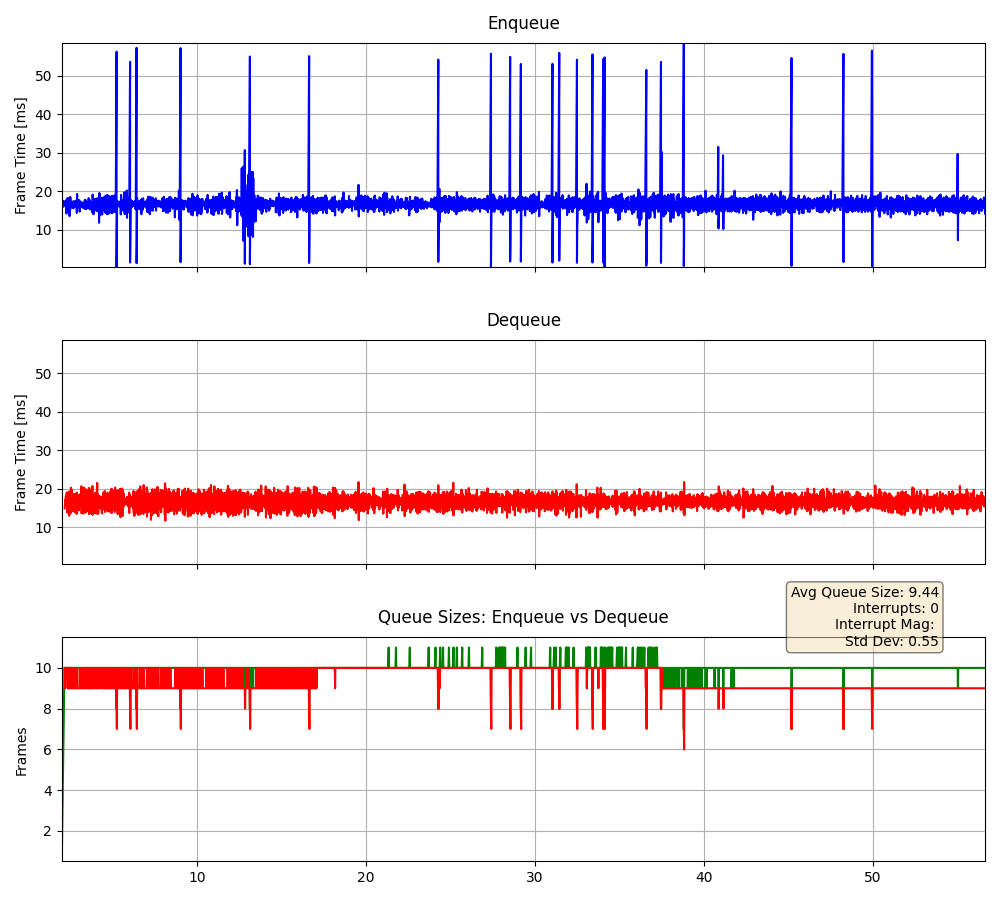 Enqueue
Frame Time [ms]
50
40
30
20
10
Dequeue
Frame Time [ms]
50
40
30
20
10
Avg Queue Size: 9.44
Interrupts: 0
Interrupt Mag:
Std Dev: 0.55
Queue Sizes: Enqueue vs Dequeue
Frames
10
8
6
4
2
10 20 30 40 50